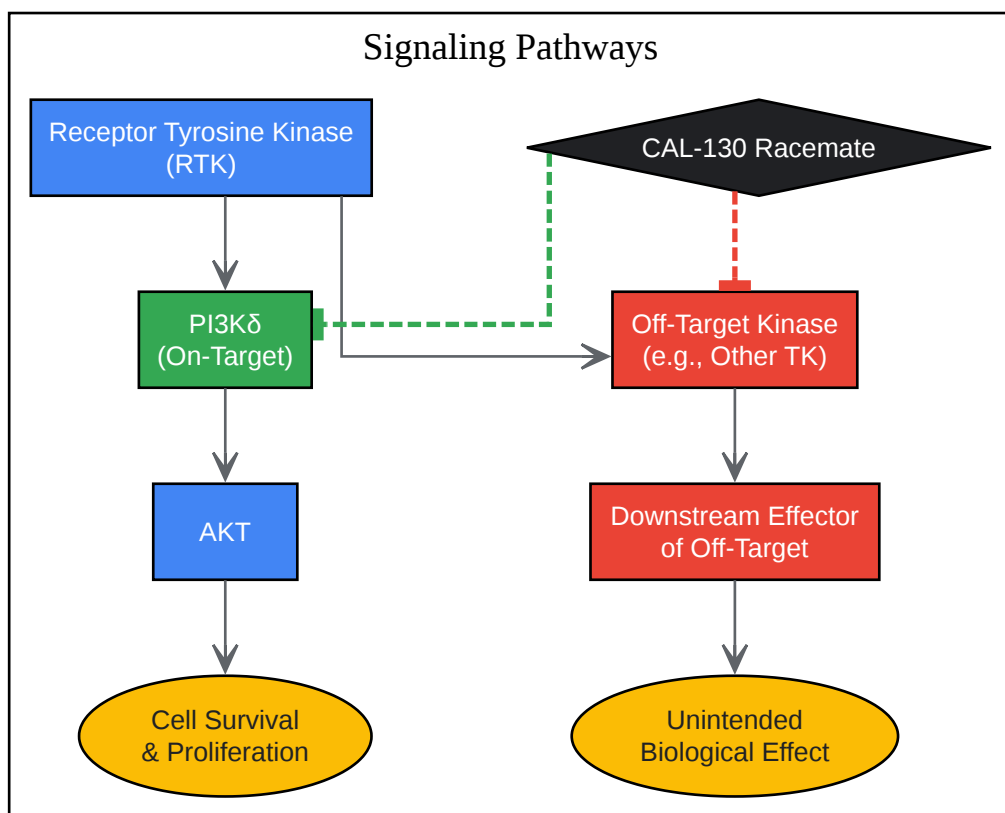 Signaling Pathways
Receptor Tyrosine Kinase
(RTK)
CAL-130 Racemate
PI3Kδ
(On-Target)
Off-Target Kinase
(e.g., Other TK)
AKT
Downstream Effector
of Off-Target
Cell Survival
& Proliferation
Unintended
Biological Effect